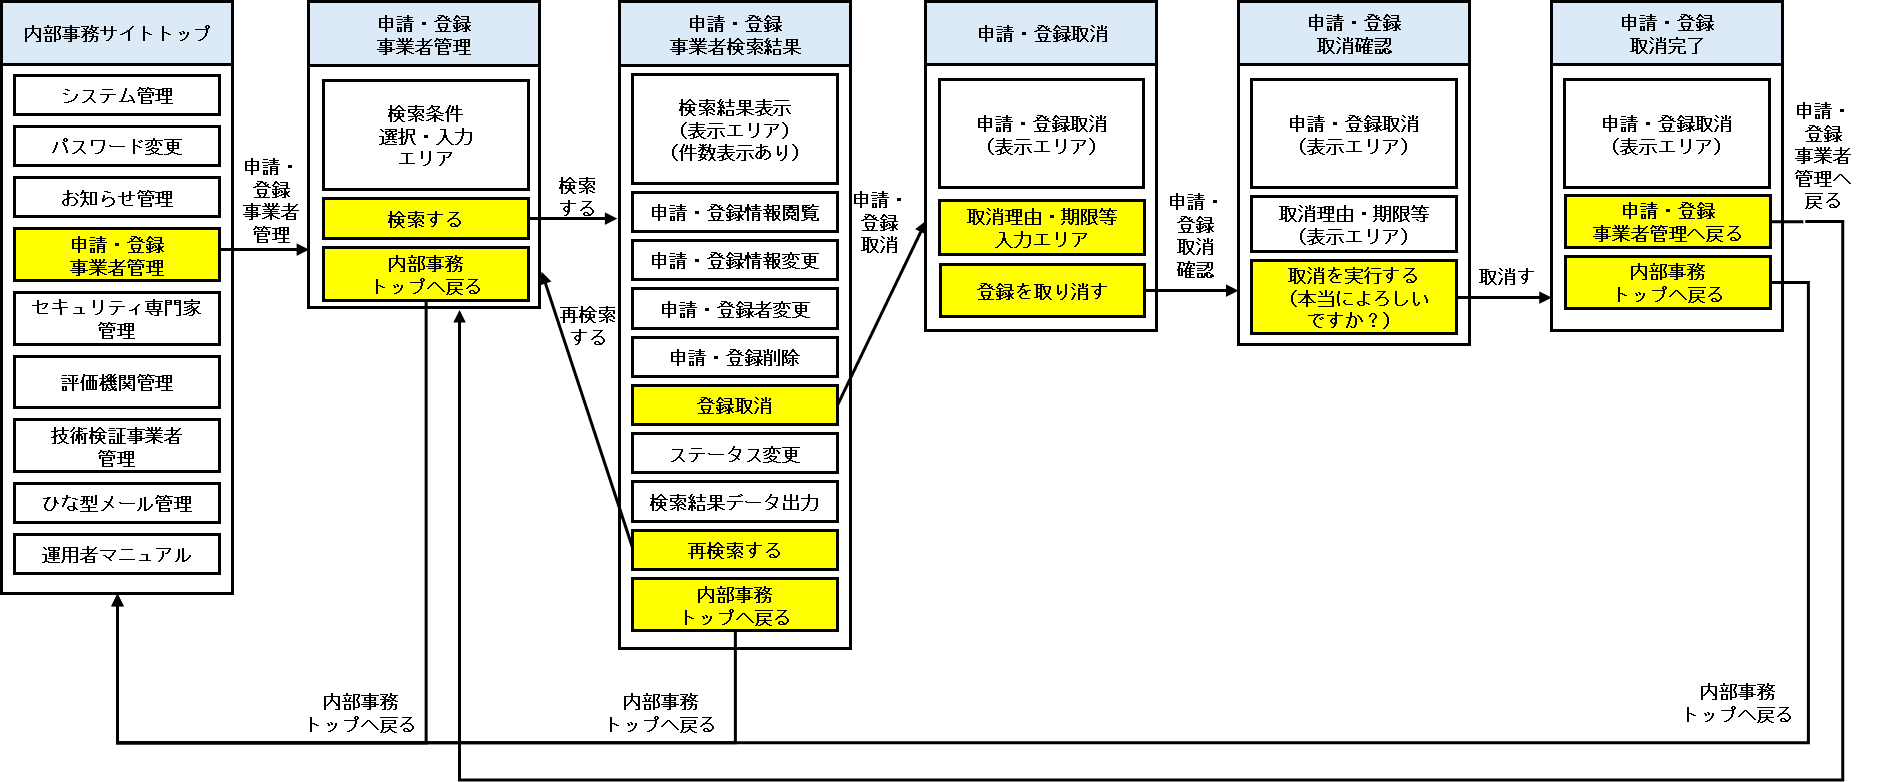 内部事務サイトトップ
システム管理
パスワード変更
お知らせ管理
申請・登録
事業者管理
セキュリティ専門家
管理
評価機関管理
技術検証事業者
管理
ひな型メール管理
運用者マニュアル
申請・
登録
事業者
管理
申請・登録
事業者管理
検索条件
選択・入力
エリア
検索する
内部事務
トップへ戻る
検索
する
再検索
する
申請・登録
事業者検索結果
検索結果表示
（表示エリア）
（件数表示あり）
申請・登録情報閲覧
申請・登録情報変更
申請・登録者変更
申請・登録削除
登録取消
ステータス変更
検索結果データ出力
再検索する
内部事務
トップへ戻る
申請・
登録
取消
申請・登録取消
申請・登録取消
（表示エリア）
取消理由・期限等
入力エリア
登録を取り消す
申請・
登録
取消
確認
申請・登録
取消確認
申請・登録取消
（表示エリア）
取消理由・期限等
（表示エリア）
取消を実行する
（本当によろしい
ですか？）
取消す
申請・登録
取消完了
申請・登録取消
（表示エリア）
申請・登録
事業者管理へ戻る
内部事務
トップへ戻る
申請・
登録
事業者
管理へ
戻る
内部事務
トップへ戻る
内部事務
トップへ戻る
内部事務
トップへ戻る